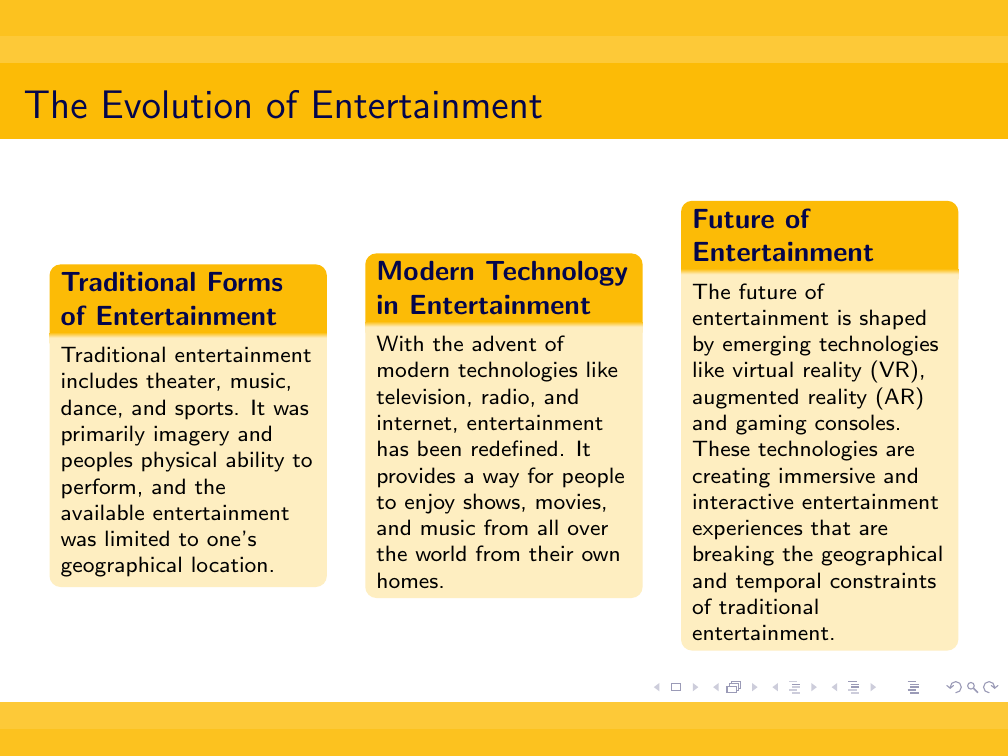 The Evolution of Entertainment
Traditional Forms
of Entertainment
Traditional entertainment
includes theater, music,
dance, and sports. It was
primarily imagery and
peoples physical ability to
perform, and the
available entertainment
was limited to one's
geographical location.
Modern Technology
in Entertainment
With the advent of
modern technologies like
television, radio, and
internet, entertainment
has been redefined. It
provides a way for people
to enjoy shows, movies,
and music from all over
the world from their own
homes.
Future of
Entertainment
The future of
entertainment is shaped
by emerging technologies
like virtual reality (VR),
augmented reality (AR)
and gaming consoles.
These technologies are
creating immersive and
interactive entertainment
experiences that are
breaking the geographical
and temporal constraints
of traditional
entertainment.